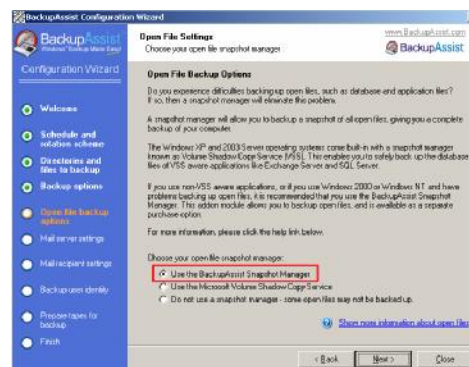 BackupAssist Configuration Wizard
BackupAssist
Windows Backup Made Easy!
Configuration Wizard
Welcome
Schedule and rotation scheme
Directories and files to backup
Backup options
Open file backup options
Mail server settings
Mail recipient settings
Backup user identity
Prepare tapes for backup
Finish
Open File Settings
Choose your open file snapshot manager
www.BackupAssist.com
BackupAssist
Open File Backup Options
Do you experience difficulties backing up open files, such as database and application files?
If so, then a snapshot manager will eliminate this problem.
A snapshot manager will allow you to backup a snapshot of all open files, giving you a complete
backup of your computer.
The Windows XP and 2003 Server operating systems come built-in with a snapshot manager
known as Volume Shadow Copy Service (VSS). This enables you to safely back up the database
files of VSS aware applications like Exchange Server and SQL Server.
If you use non-VSS aware applications, or if you use Windows 2000 or Windows NT and have
problems backing up open files, it is recommended that you use the BackupAssist Snapshot
Manager. This addon module allows you to backup open files, and is available as a separate
purchase option.
For more information, please click the help link below.
Choose your open file snapshot manager:
Use the BackupAssist Snapshot Manager
Use the Microsoft Volume Shadow Copy Service
Do not use a snapshot manager - some open files may not be backed up.
Show more information about open files
< Back
Next >
Close